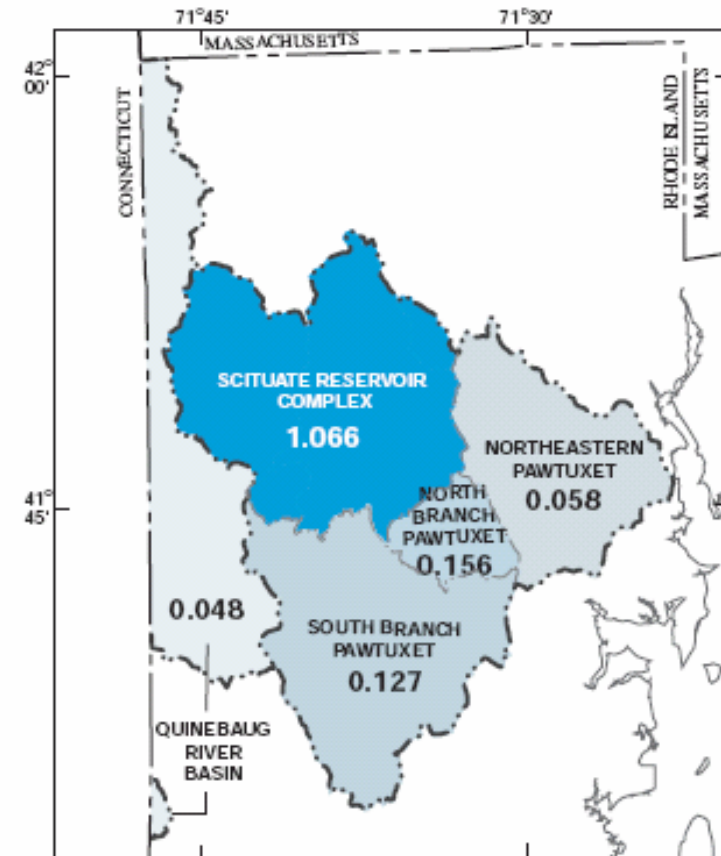 71°45'
71°30'
MASSACHUSETTS
42°
00'
CONNECTICUT
RHODE ISLAND
MASSACHUSETTS
SCITUATE RESERVOIR
COMPLEX
1.066
NORTHEASTERN
PAWTUXET
0.058
41°
45'
NORTH
BRANCH
PAWTUXET
0.156
0.048
SOUTH BRANCH
PAWTUXET
0.127
QUINEBAUG
RIVER
BASIN